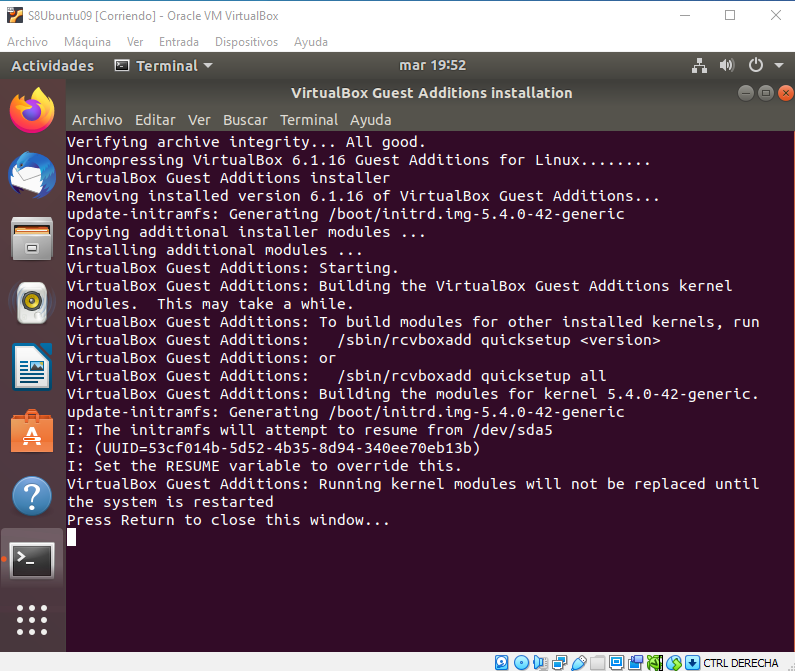 S8Ubuntu09 [Corriendo] - Oracle VM VirtualBox
Archivo Máquina Ver Entrada Dispositivos Ayuda
Actividades Terminal mar 19:52
VirtualBox Guest Additions installation
Archivo Editar Ver Buscar Terminal Ayuda
Verifying archive integrity... All good.
Uncompressing VirtualBox 6.1.16 Guest Additions for Linux........
VirtualBox Guest Additions installer
Removing installed version 6.1.16 of VirtualBox Guest Additions...
update-initramfs: Generating /boot/initrd.img-5.4.0-42-generic
Copying additional installer modules ...
Installing additional modules ...
VirtualBox Guest Additions: Starting.
VirtualBox Guest Additions: Building the VirtualBox Guest Additions kernel
modules.  This may take a while.
VirtualBox Guest Additions: To build modules for other installed kernels, run
VirtualBox Guest Additions:   /sbin/rcvboxadd quicksetup <version>
VirtualBox Guest Additions: or
VirtualBox Guest Additions:   /sbin/rcvboxadd quicksetup all
VirtualBox Guest Additions: Building the modules for kernel 5.4.0-42-generic.
update-initramfs: Generating /boot/initrd.img-5.4.0-42-generic
I: The initramfs will attempt to resume from /dev/sda5
I: (UUID=53cf014b-5d52-4b35-8d94-340ee70eb13b)
I: Set the RESUME variable to override this.
VirtualBox Guest Additions: Running kernel modules will not be replaced until
the system is restarted
Press Return to close this window...
CTRL DERECHA